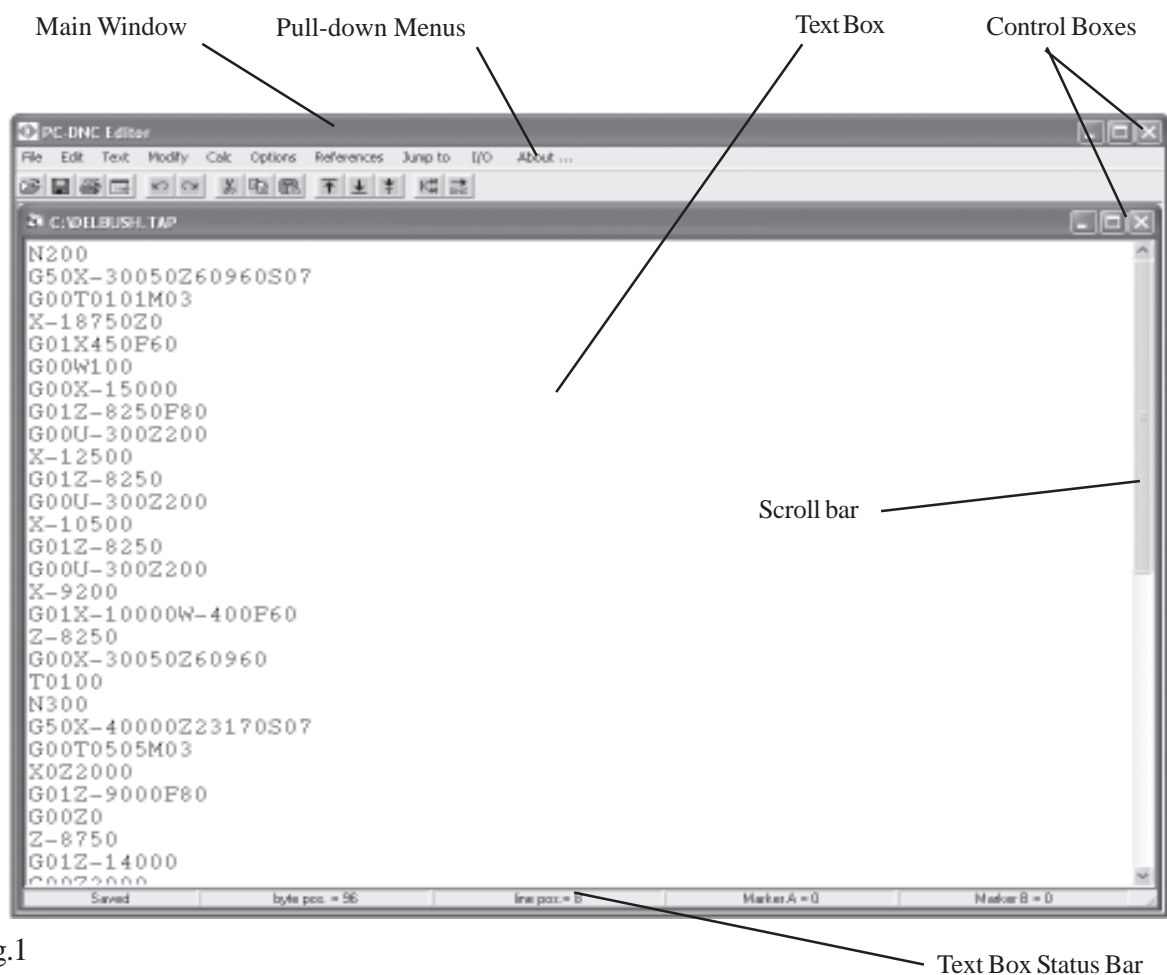 Main Window Pull-down Menus Text Box Control Boxes
PC-DNC Editor
File Edit Text Modify Calc Options References Jump to I/O About ...
C:\DELBUSH.TAP
N200
G50X-30050Z60960S07
G00T0101M03
X-18750Z0
G01X450F60
G00W100
G00X-15000
G01Z-8250F80
G00U-300Z200
X-12500
G01Z-8250
G00U-300Z200
Scroll bar
X-10500
G01Z-8250
G00U-300Z200
X-9200
G01X-10000W-400F60
Z-8250
G00X-30050Z60960
T0100
N300
G50X-40000Z23170S07
G00T0505M03
X0Z2000
G01Z-9000F80
G00Z0
Z-8750
G01Z-14000
G00Z2000
Saved byte pos. = 96 line pos.= 8 Marker A = 0 Marker B = 0
g.1
Text Box Status Bar